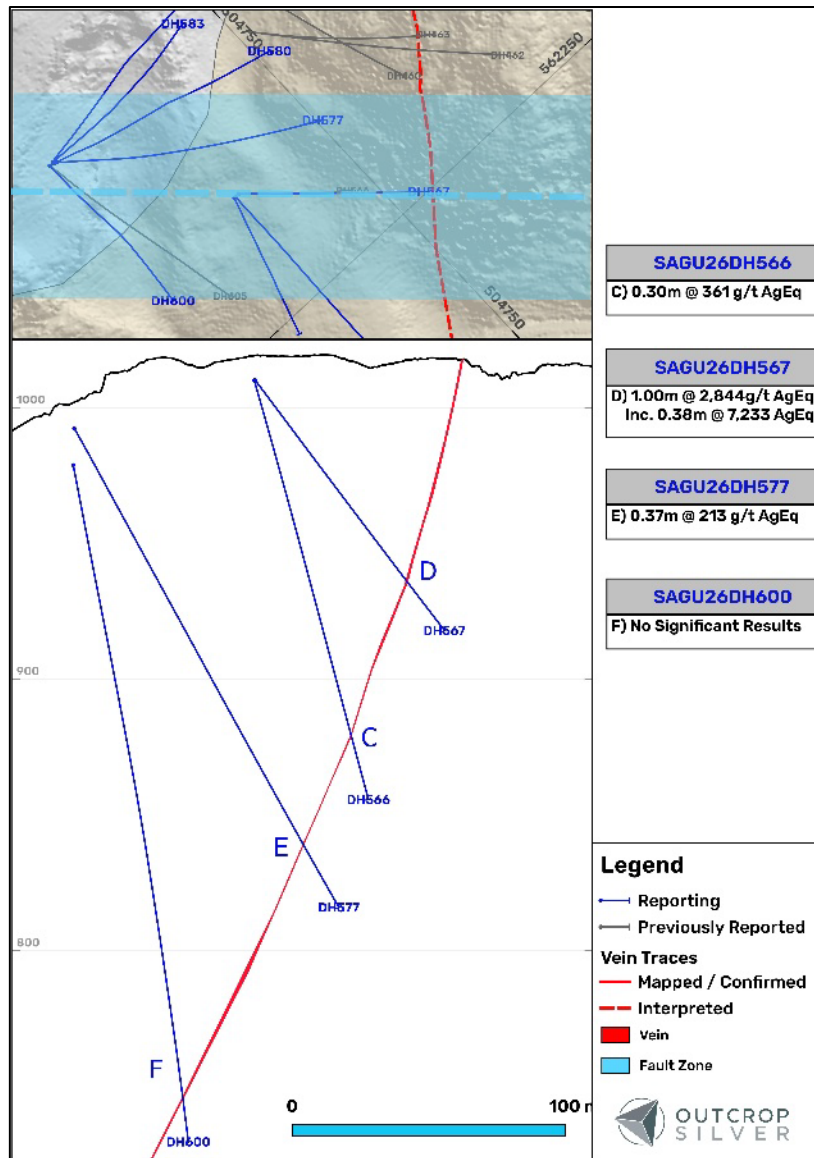 DH583
504750
DH463
DH580
DH462
562250
DH460
DH577
DH566
DH567
DH600
DH605
504750
1000
D
DH567
900
C
DH566
E
DH577
800
F
DH600
0
100 m
SAGU26DH566
C) 0.30m @ 361 g/t AgEq
SAGU26DH567
D) 1.00m @ 2,844g/t AgEq
Inc. 0.38m @ 7,233 AgEq
SAGU26DH577
E) 0.37m @ 213 g/t AgEq
SAGU26DH600
F) No Significant Results
Legend
Reporting
Previously Reported
Vein Traces
Mapped / Confirmed
Interpreted
Vein
Fault Zone
OUTCROP
SILVER